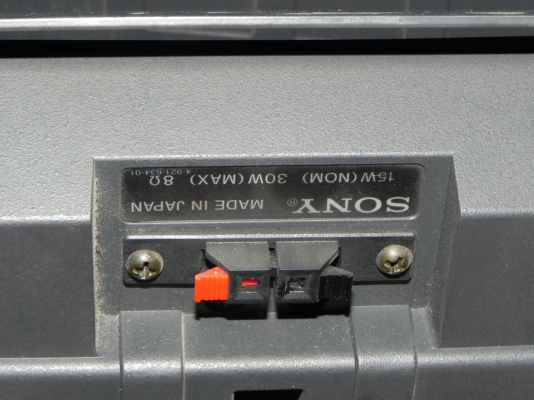 SONY® MADE IN JAPAN
15W(NOM) 30W(MAX) 8Ω
4-921-634-01